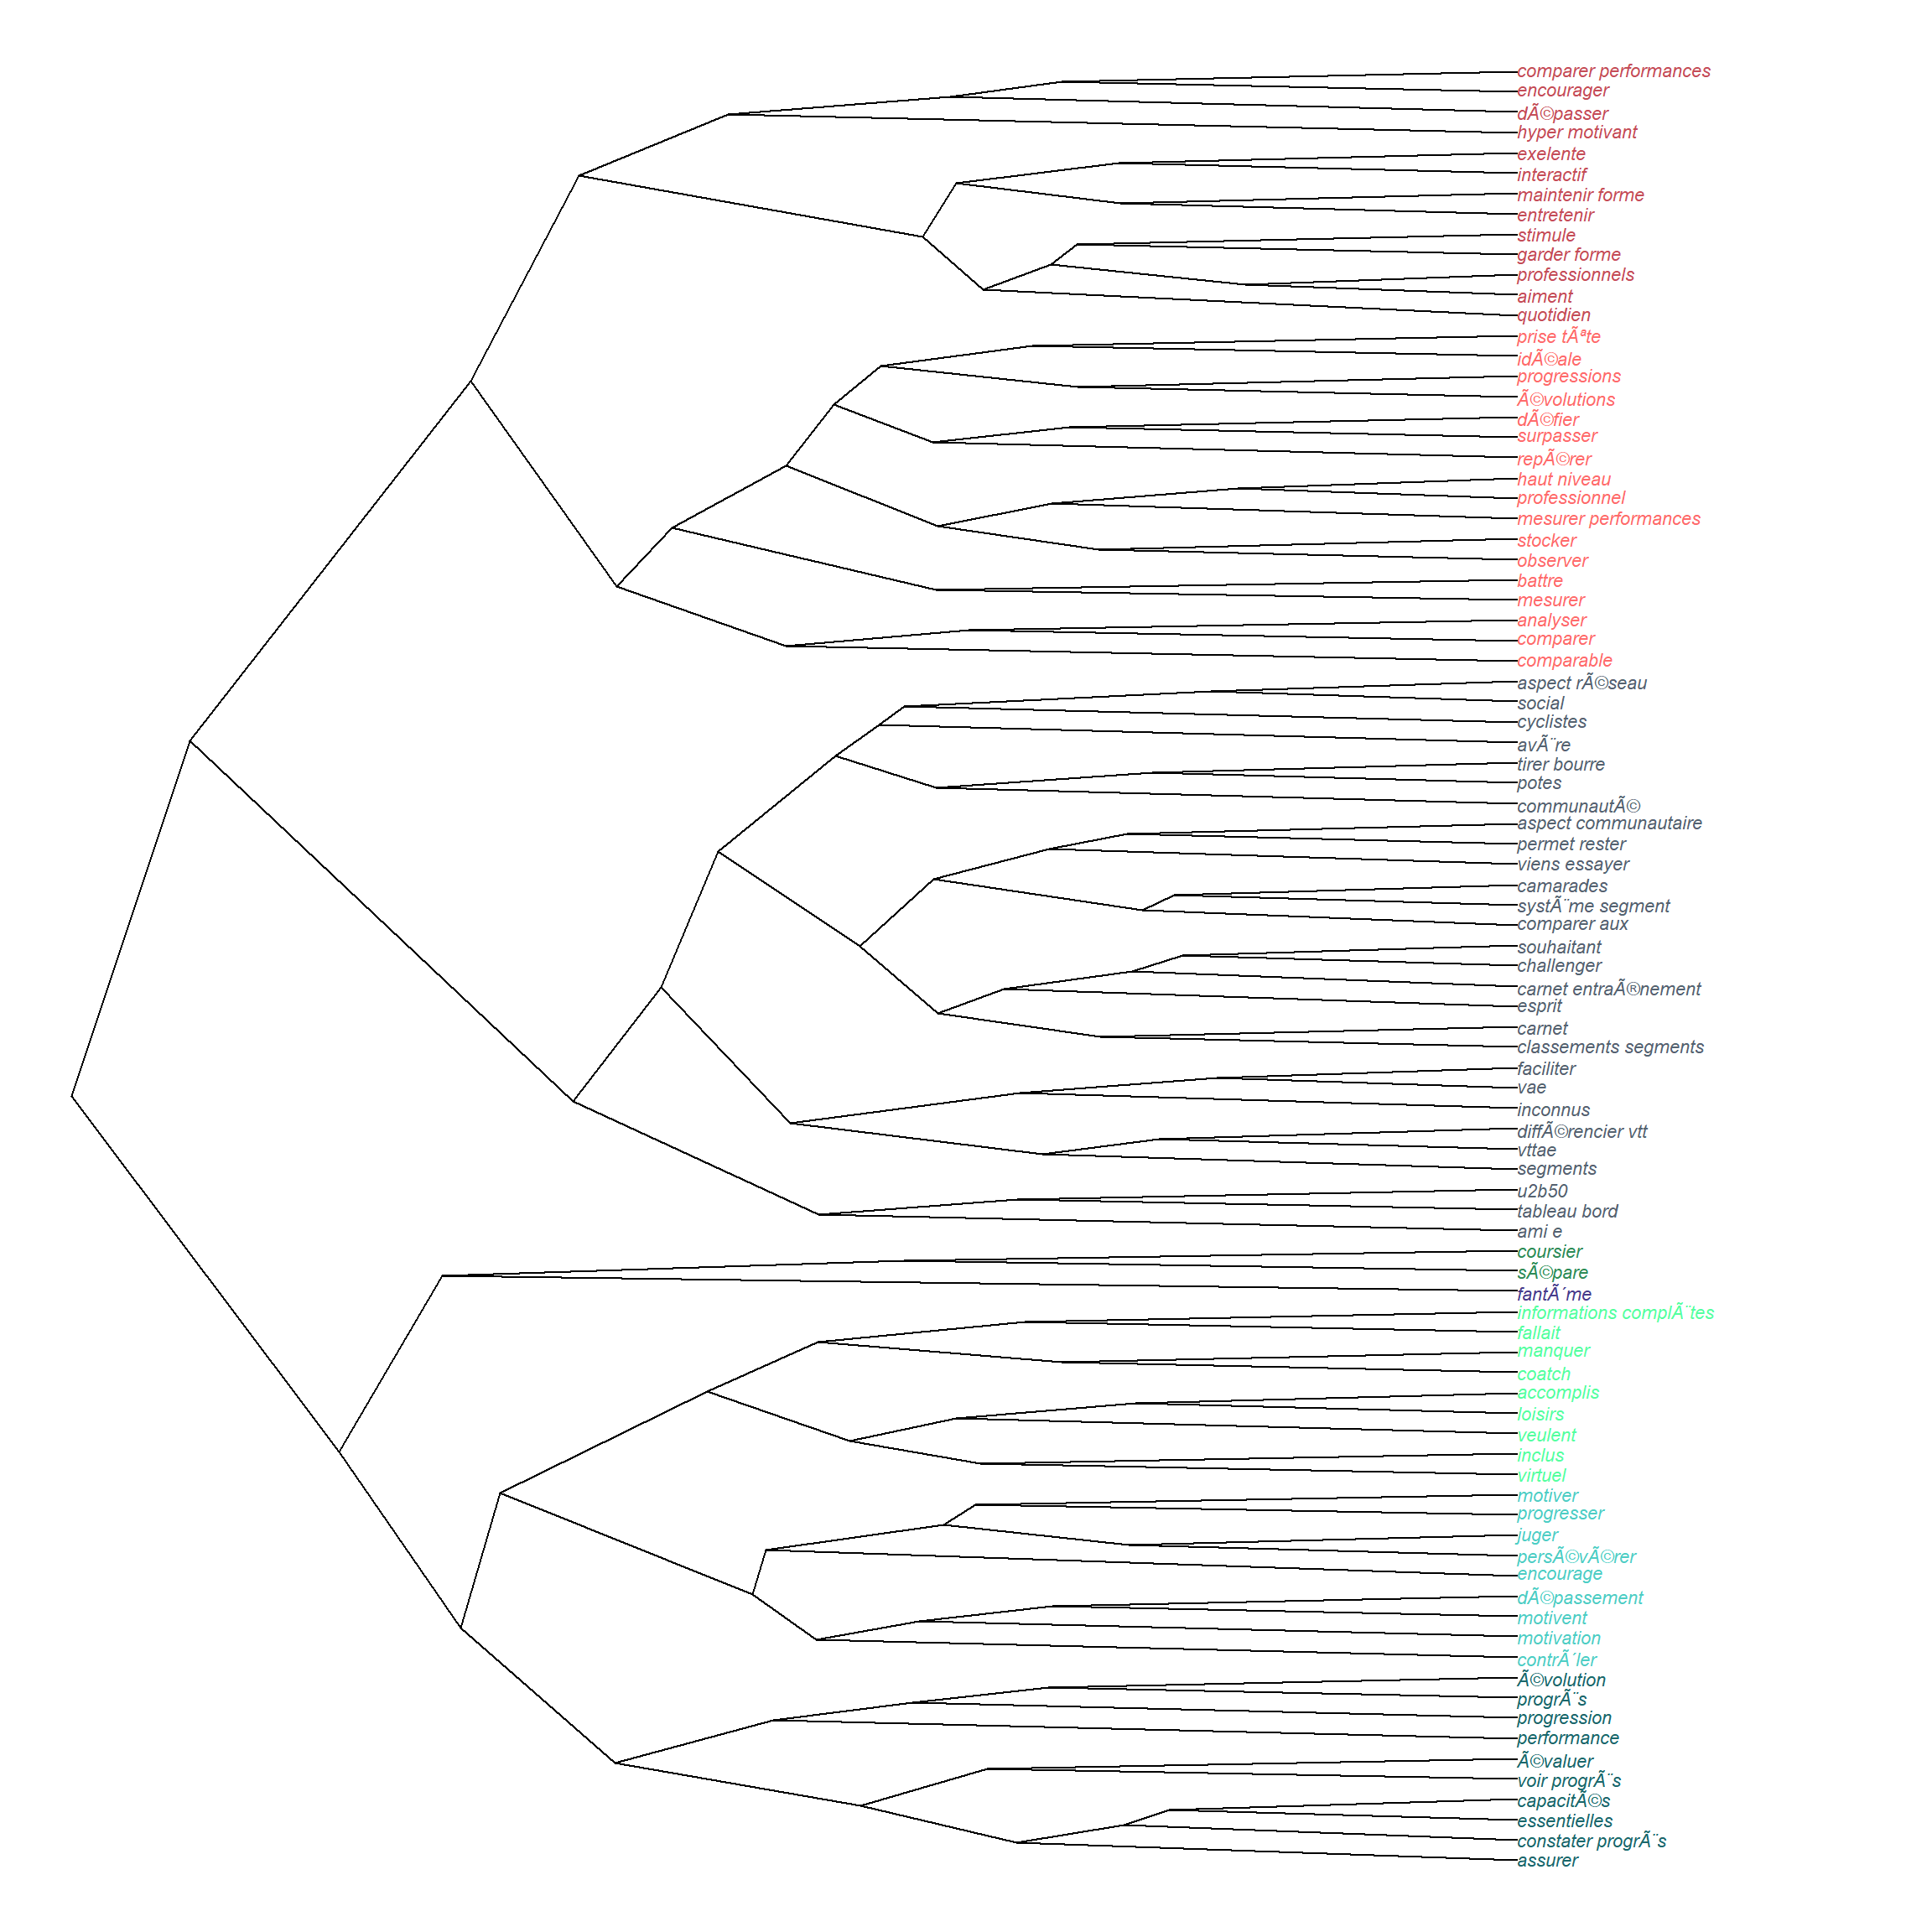 comparer performances
encourager
dÃ©passer
hyper motivant
exelente
interactif
maintenir forme
entretenir
stimule
garder forme
professionnels
aiment
quotidien
prise tÃªte
idÃ©ale
progressions
Ã©volutions
dÃ©fier
surpasser
repÃ©rer
haut niveau
professionnel
mesurer performances
stocker
observer
battre
mesurer
analyser
comparer
comparable
aspect rÃ©seau
social
cyclistes
avÃ¨re
tirer bourre
potes
communautÃ©
aspect communautaire
permet rester
viens essayer
camarades
systÃ¨me segment
comparer aux
souhaitant
challenger
carnet entraÃ®nement
esprit
carnet
classements segments
faciliter
vae
inconnus
diffÃ©rencier vtt
vttae
segments
u2b50
tableau bord
ami e
coursier
sÃ©pare
fantÃ´me
informations complÃ¨tes
fallait
manquer
coatch
accomplis
loisirs
veulent
inclus
virtuel
motiver
progresser
juger
persÃ©vÃ©rer
encourage
dÃ©passement
motivent
motivation
contrÃ´ler
Ã©volution
progrÃ¨s
progression
performance
Ã©valuer
voir progrÃ¨s
capacitÃ©s
essentielles
constater progrÃ¨s
assurer